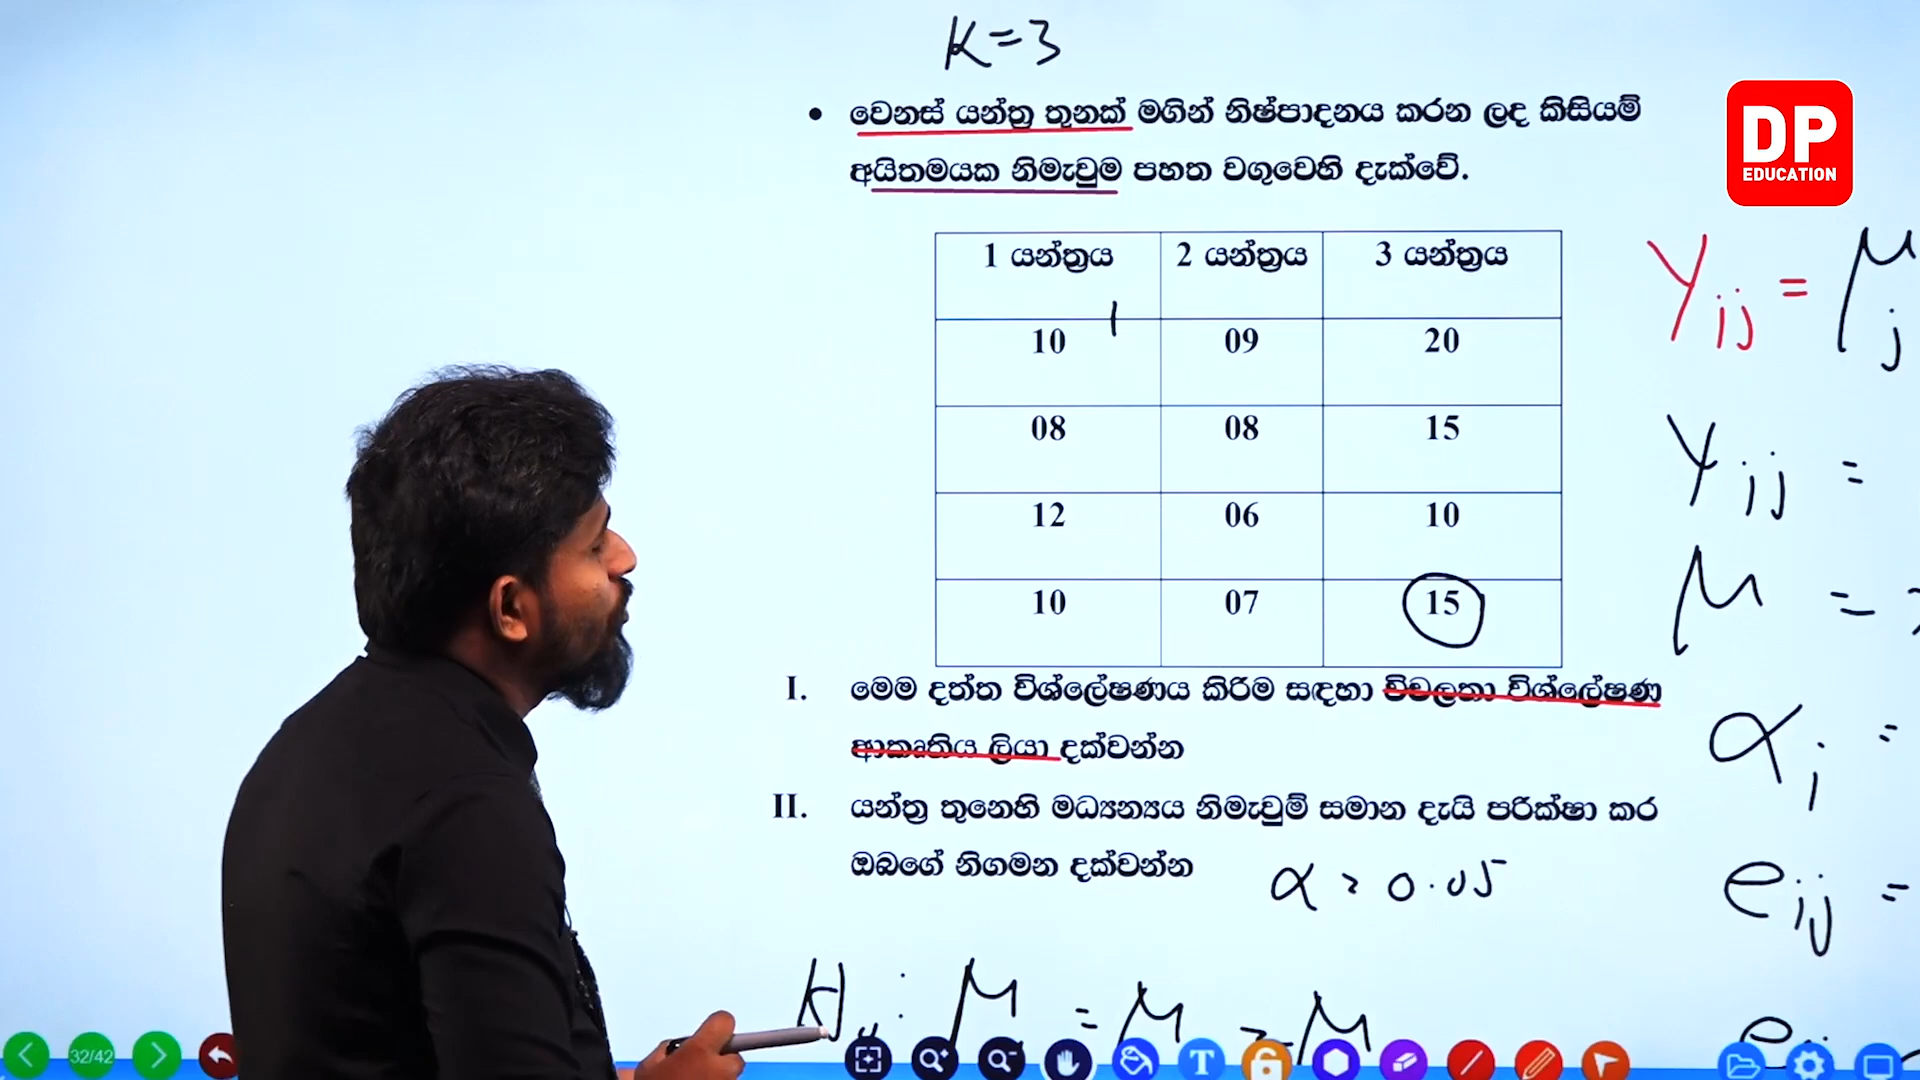 K=3
• වෙනස් යන්ත්‍ර තුනක් මගින් නිෂ්පාදනය කරන ලද කිසියම්
අයිතමයක නිමැවුම පහත වගුවෙහි දැක්වේ.
DP
EDUCATION
1 යන්ත්‍රය 2 යන්ත්‍රය 3 යන්ත්‍රය
10 09 20
08 08 15
12 06 10
10 07 15
I. මෙම දත්ත විශ්ලේෂණය කිරීම සඳහා විචලතා විශ්ලේෂණ
ආකෘතිය ලියා දක්වන්න
II. යන්ත්‍ර තුනෙහි මධ්‍යන්‍යය නිමැවුම් සමාන දැයි පරික්ෂා කර
ඔබගේ නිගමන දක්වන්න
α = 0.05
Yij = μj
Yij =
μ =
αj =
eij =
H0 : μ = μ = μ
32/42